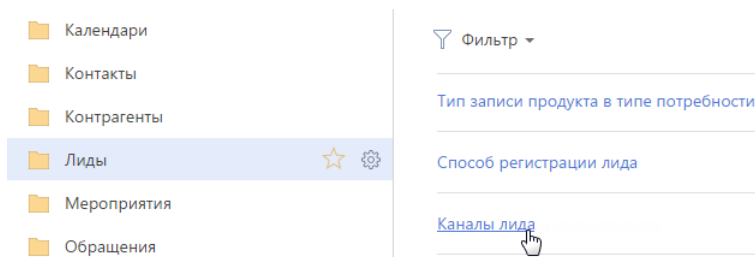 Календари
Контакты
Контрагенты
Лиды
Мероприятия
Обращения
Фильтр
Тип записи продукта в типе потребности
Способ регистрации лида
Каналы лида